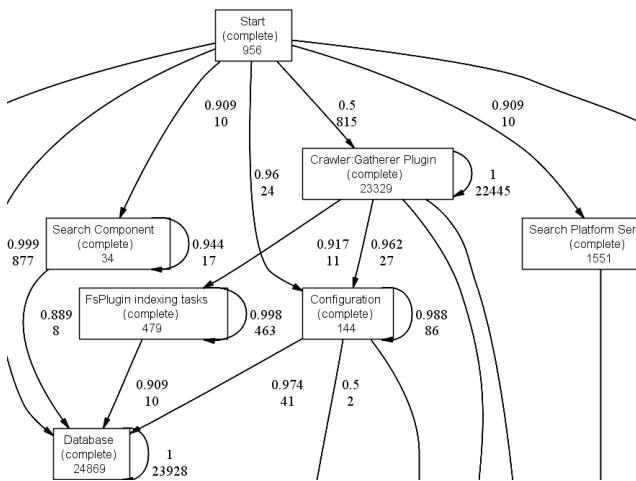 Start
(complete)
956
0.909
10
0.5
815
0.909
10
0.96
24
Crawler:Gatherer Plugin
(complete)
23329
1
22445
Search Component
(complete)
34
0.944
17
0.917
11
0.962
27
Search Platform Ser
(complete)
1551
0.999
877
FsPlugin indexing tasks
(complete)
479
0.998
463
Configuration
(complete)
144
0.988
86
0.889
8
0.909
10
0.974
41
0.5
2
Database
(complete)
24869
1
23928